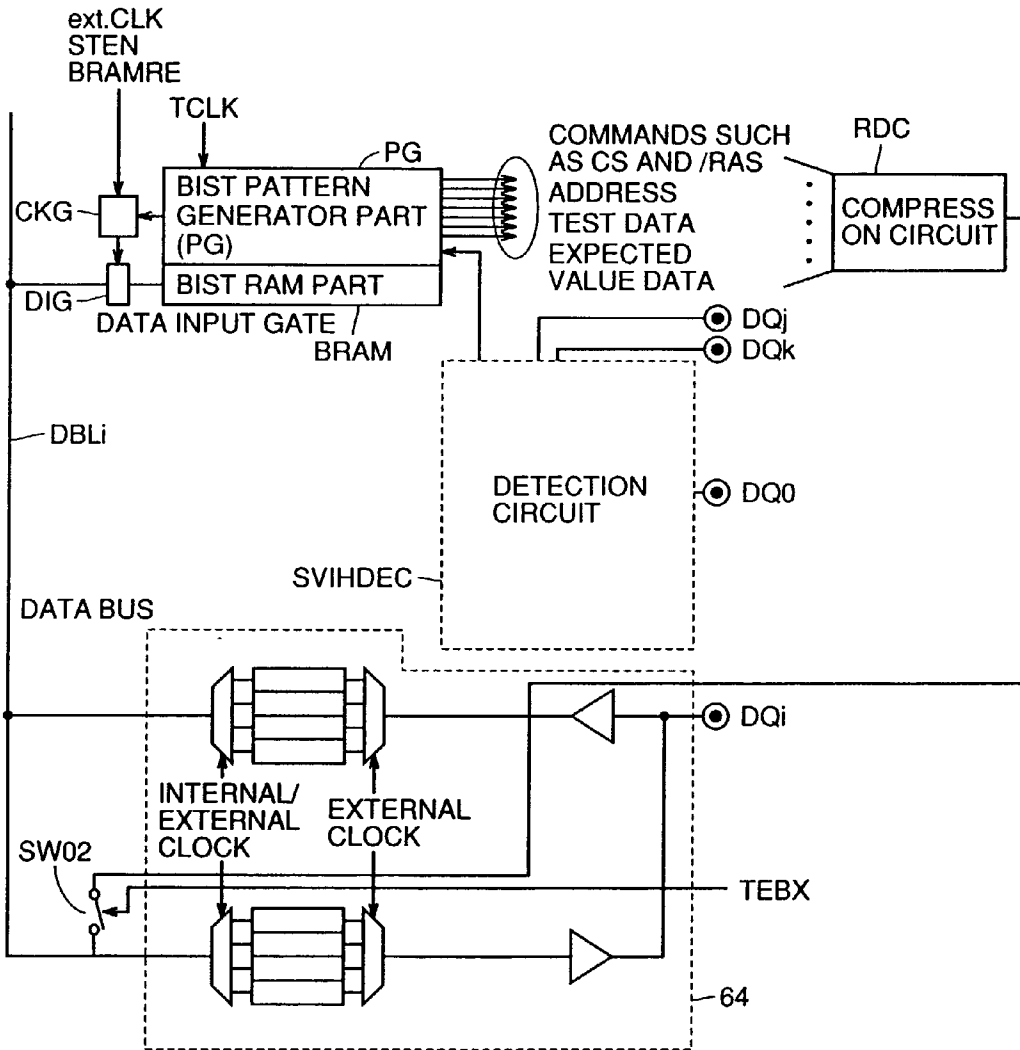 ext.CLK
STEN
BRAMRE
TCLK
PG
COMMANDS SUCH
AS CS AND /RAS
ADDRESS
TEST DATA
EXPECTED
VALUE DATA
RDC
BIST PATTERN
GENERATOR PART
(PG)
COMPRESS
ON CIRCUIT
CKG
BIST RAM PART
DIG
DATA INPUT GATE
BRAM
DQj
DQk
DBLi
DETECTION
CIRCUIT
DQ0
SVIHDEC
DATA BUS
DQi
INTERNAL/
EXTERNAL
CLOCK
EXTERNAL
CLOCK
SW02
TEBX
64